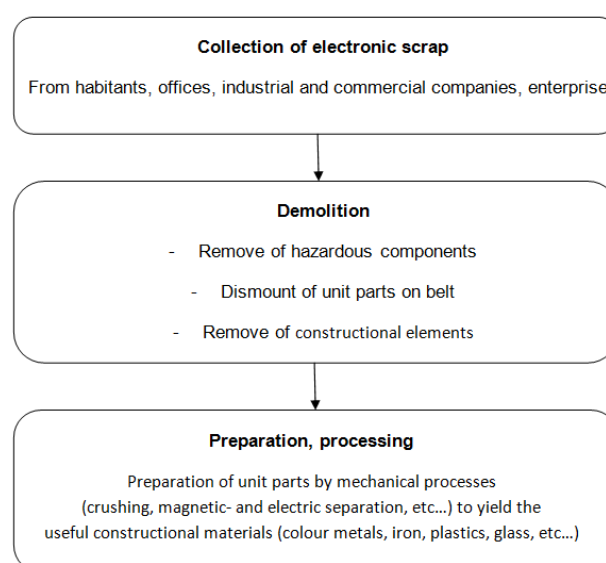 Collection of electronic scrap
From habitants, offices, industrial and commercial companies, enterprise
Demolition
- Remove of hazardous components
- Dismount of unit parts on belt
- Remove of constructional elements
Preparation, processing
Preparation of unit parts by mechanical processes
(crushing, magnetic- and electric separation, etc...) to yield the
useful constructional materials (colour metals, iron, plastics, glass, etc...)